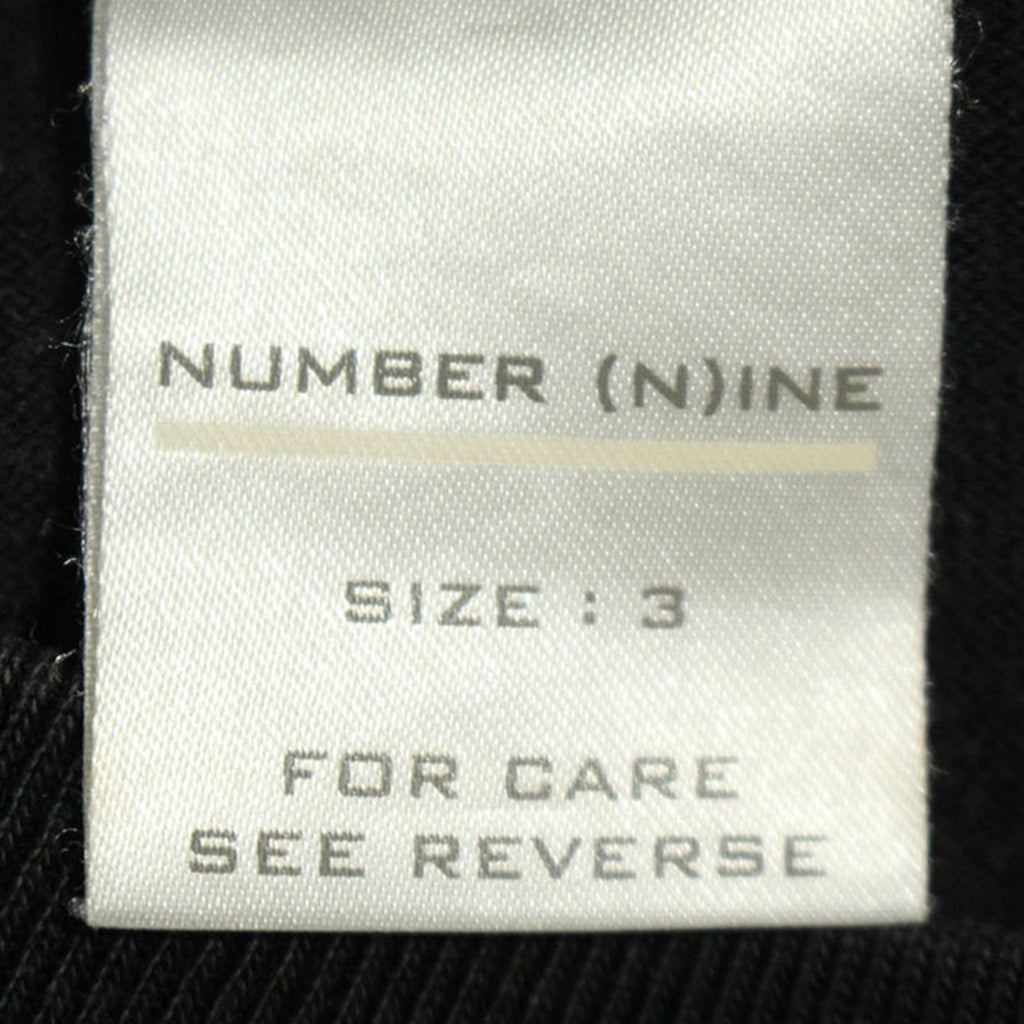 NUMBER (N)INE
SIZE : 3
FOR CARE
SEE REVERSE